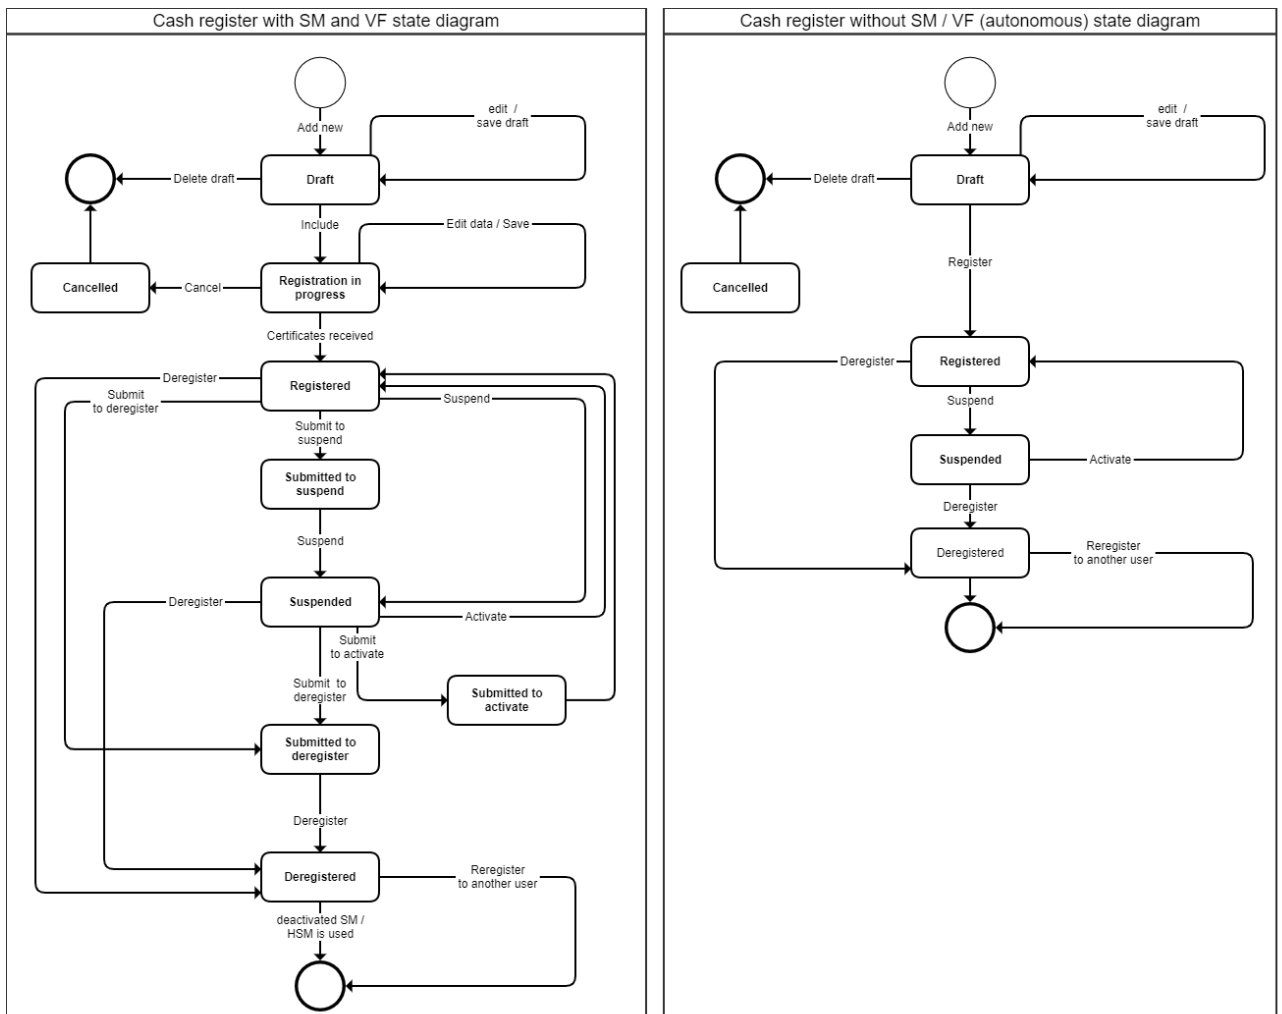 Cash register with SM and VF state diagram
Add new
edit /
save draft
Delete draft
Draft
Include
Edit data / Save
Cancelled
Cancel
Registration in
progress
Certificates received
Deregister
Submit
to deregister
Registered
Suspend
Submit to
suspend
Submitted to
suspend
Suspend
Deregister
Suspended
Activate
Submit
to activate
Submit to
deregister
Submitted to
activate
Submitted to
deregister
Deregister
Deregistered
Reregister
to another user
deactivated SM /
HSM is used
Cash register without SM / VF (autonomous) state diagram
Add new
edit /
save draft
Delete draft
Draft
Register
Cancelled
Deregister
Registered
Suspend
Suspended
Activate
Deregister
Deregistered
Reregister
to another user